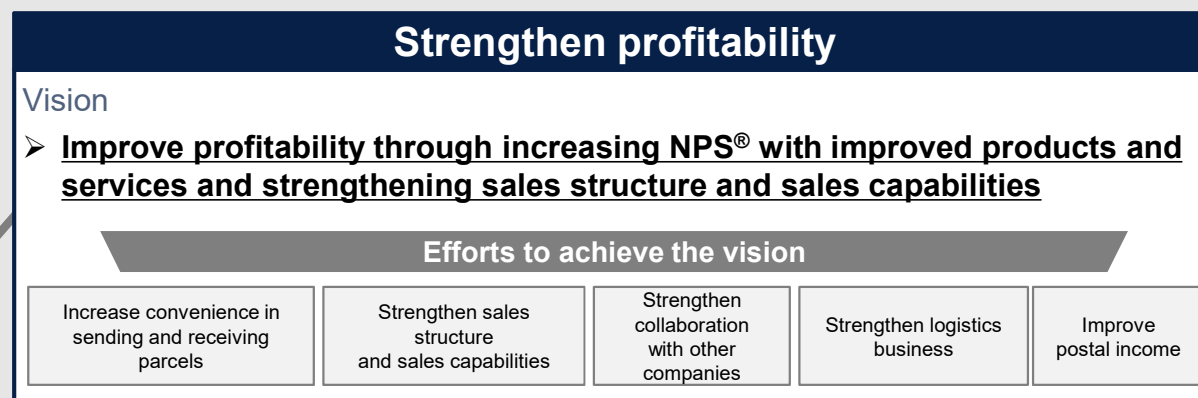 Strengthen profitability
Vision
➢ Improve profitability through increasing NPS® with improved products and
services and strengthening sales structure and sales capabilities
Efforts to achieve the vision
Increase convenience in
sending and receiving
parcels
Strengthen sales
structure
and sales capabilities
Strengthen
collaboration
with other
companies
Strengthen logistics
business
Improve
postal income